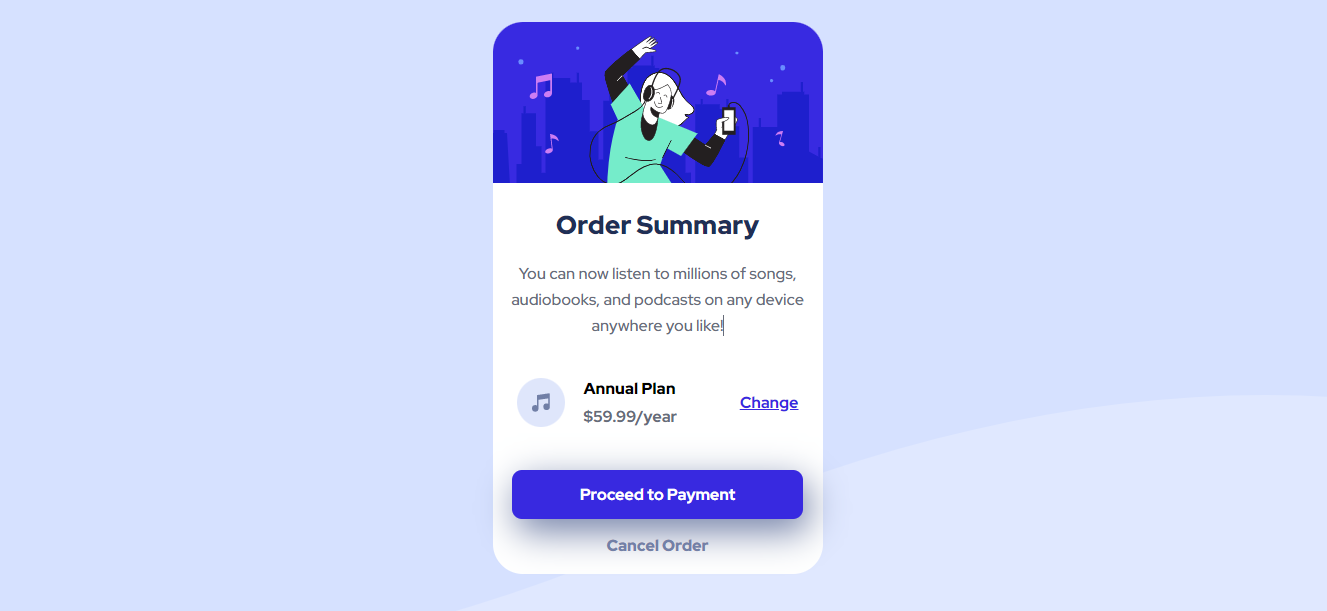 Order Summary
You can now listen to millions of songs,
audiobooks, and podcasts on any device
anywhere you like!
Annual Plan
$59.99/year
Change
Proceed to Payment
Cancel Order